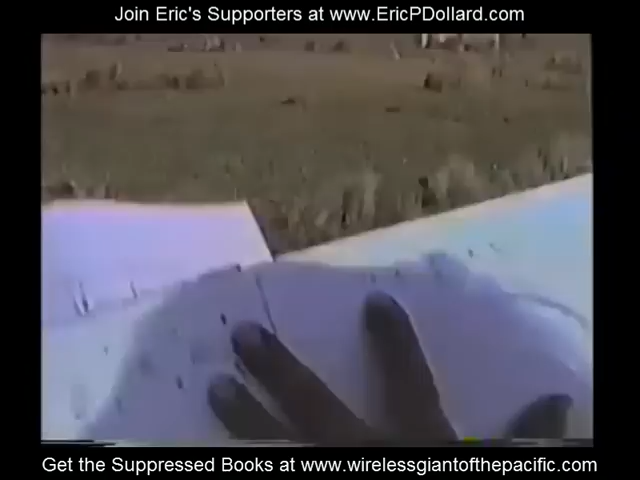 Join Eric's Supporters at www.EricPDollard.com
Get the Suppressed Books at www.wirelessgiantofthepacific.com